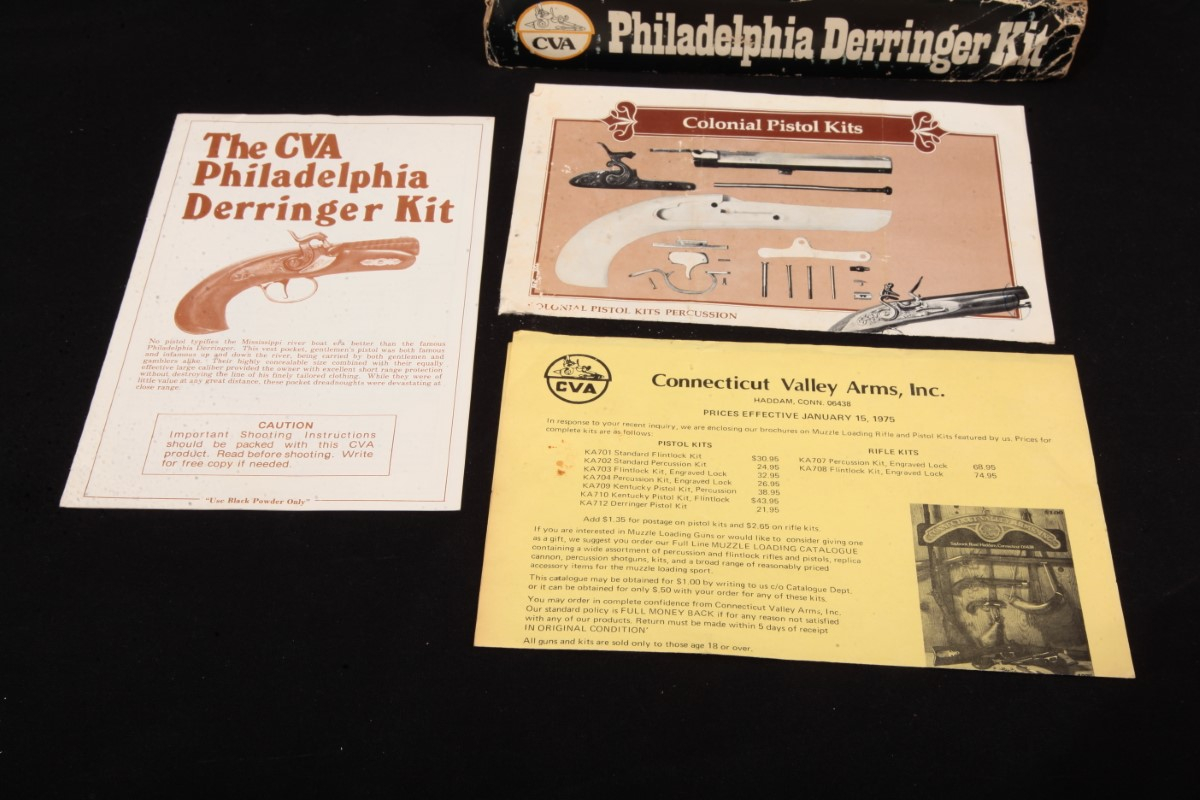 CVA
Philadelphia Derringer Kit
The CVA
Philadelphia
Derringer Kit
No pistol typifies the Mississippi river boat era better than the famous
Philadelphia Derringer. This vest pocket, gentlemen's pistol was both famous
and infamous up and down the river, being carried by both gentlemen and
gamblers alike. Their highly concealable size combined with their equally
effective large caliber provided the owner with excellent short range protection
without destroying the line of his finely tailored clothing. While they were of
little value at any great distance, these pocket dreadnoughts were devastating at
close range.
CAUTION
Important Shooting Instructions
should be packed with this CVA
product. Read before shooting. Write
for free copy if needed.
"Use Black Powder Only"
Colonial Pistol Kits
COLONIAL PISTOL KITS PERCUSSION
CVA
Connecticut Valley Arms, Inc.
HADDAM, CONN. 06438
PRICES EFFECTIVE JANUARY 15, 1975
In response to your recent inquiry, we are enclosing our brochures on Muzzle Loading Rifle and Pistol Kits featured by us. Prices for
complete kits are as follows:
PISTOL KITS
KA701 Standard Flintlock Kit $30.95
KA702 Standard Percussion Kit 24.95
KA703 Flintlock Kit, Engraved Lock 32.95
KA704 Percussion Kit, Engraved Lock 26.95
KA709 Kentucky Pistol Kit, Percussion 38.95
KA710 Kentucky Pistol Kit, Flintlock $43.95
KA712 Derringer Pistol Kit 21.95
RIFLE KITS
KA707 Percussion Kit, Engraved Lock 68.95
KA708 Flintlock Kit, Engraved Lock 74.95
Add $1.35 for postage on pistol kits and $2.65 on rifle kits.
If you are interested in Muzzle Loading Guns or would like to consider giving one
as a gift, we suggest you order our Full Line MUZZLE LOADING CATALOGUE
containing a wide assortment of percussion and flintlock rifles and pistols, replica
cannon, percussion shotguns, kits, and a broad range of reasonably priced
accessory items for the muzzle loading sport.
This catalogue may be obtained for $1.00 by writing to us c/o Catalogue Dept.
or it can be obtained for only $.50 with your order for any of these kits.
You may order in complete confidence from Connecticut Valley Arms, Inc.
Our standard policy is FULL MONEY BACK if for any reason not satisfied
with any of our products. Return must be made within 5 days of receipt
IN ORIGINAL CONDITION'
All guns and kits are sold only to those age 18 or over.
$1.00